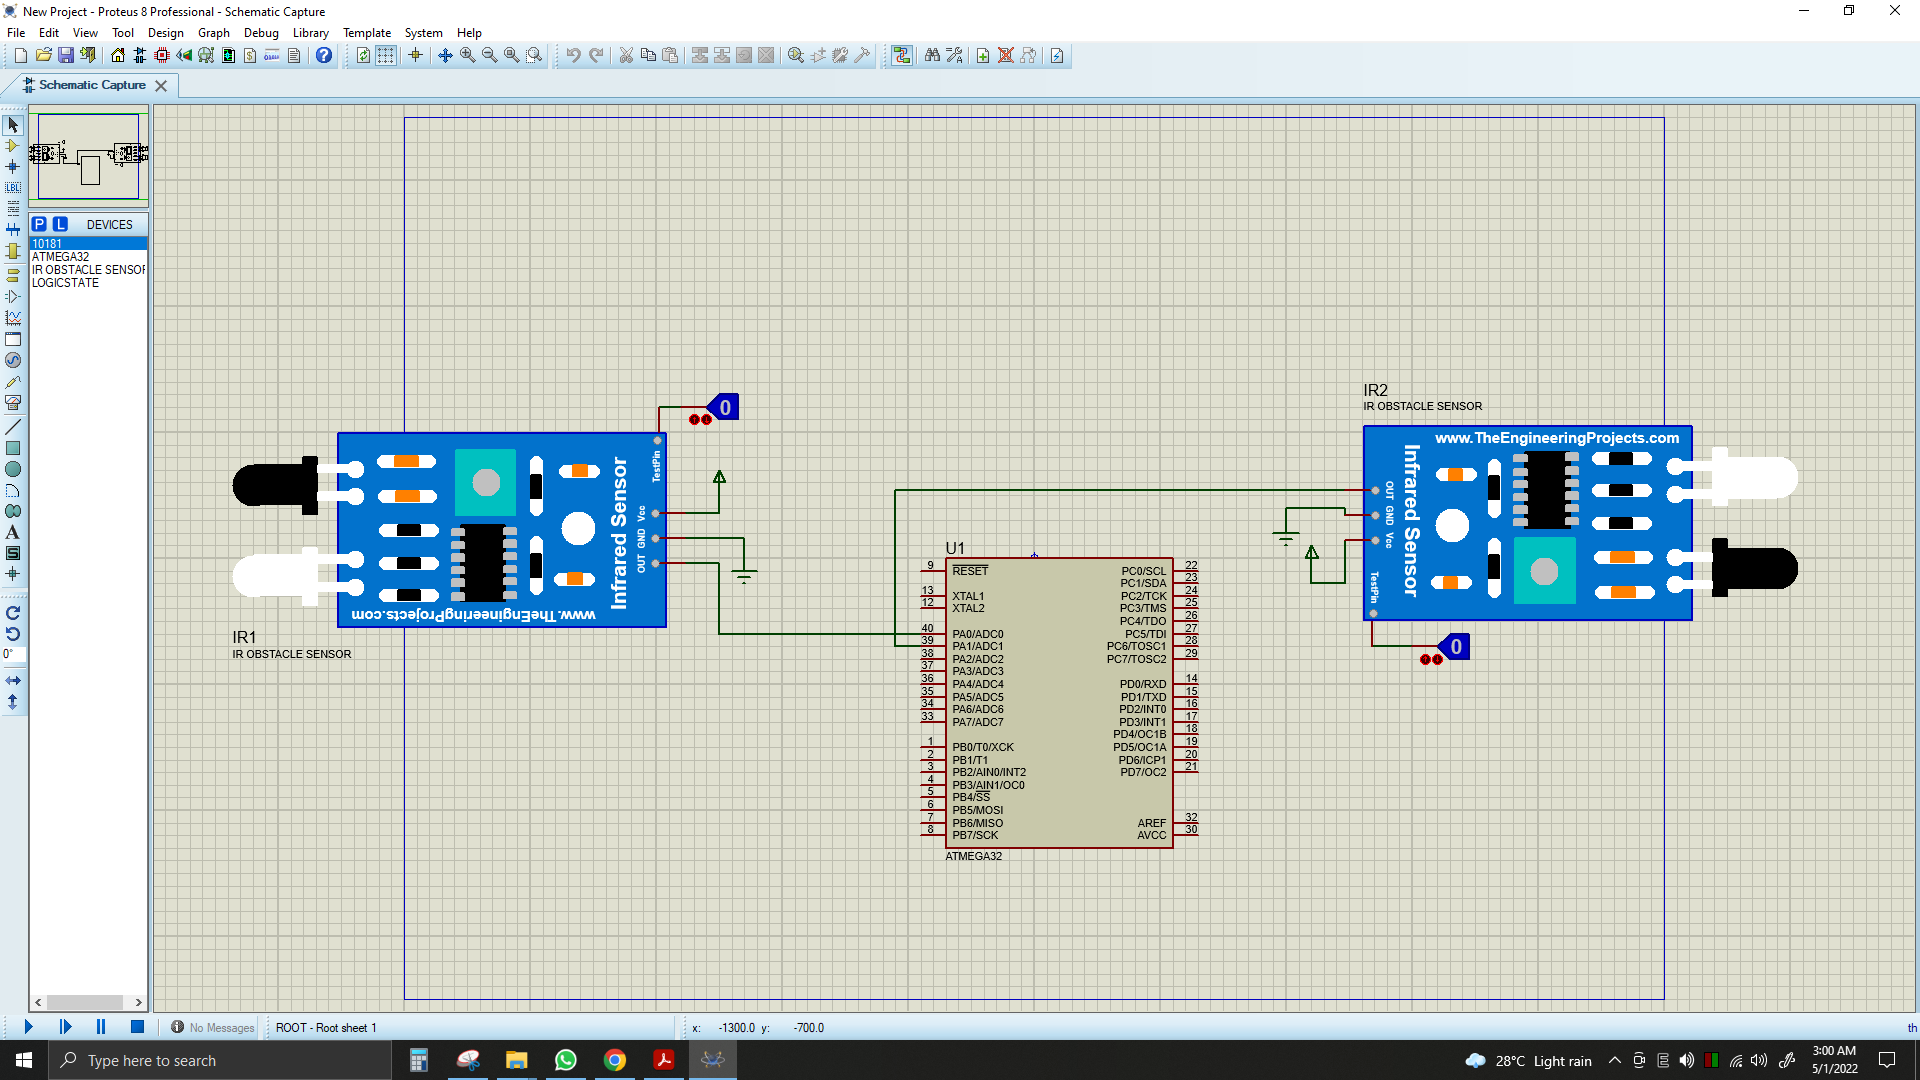 New Project - Proteus 8 Professional - Schematic Capture
File Edit View Tool Design Graph Debug Library Template System Help
Schematic Capture
P L DEVICES
10181
ATMEGA32
IR OBSTACLE SENSOR
LOGICSTATE
LBL
A
S
0°
0
TestPin
Vcc
GND
OUT
Infrared Sensor
www.TheEngineeringProjects.com
IR1
IR OBSTACLE SENSOR
IR2
IR OBSTACLE SENSOR
www.TheEngineeringProjects.com
Infrared Sensor
OUT
GND
Vcc
TestPin
0
U1
9 RESET PC0/SCL 22
PC1/SDA 23
13 XTAL1 PC2/TCK 24
12 XTAL2 PC3/TMS 25
PC4/TDO 26
40 PA0/ADC0 PC5/TDI 27
39 PA1/ADC1 PC6/TOSC1 28
38 PA2/ADC2 PC7/TOSC2 29
37 PA3/ADC3
36 PA4/ADC4 PD0/RXD 14
35 PA5/ADC5 PD1/TXD 15
34 PA6/ADC6 PD2/INT0 16
33 PA7/ADC7 PD3/INT1 17
PD4/OC1B 18
1 PB0/T0/XCK PD5/OC1A 19
2 PB1/T1 PD6/ICP1 20
3 PB2/AIN0/INT2 PD7/OC2 21
4 PB3/AIN1/OC0
5 PB4/SS
6 PB5/MOSI
7 PB6/MISO AREF 32
8 PB7/SCK AVCC 30
ATMEGA32
No Messages ROOT - Root sheet 1 x: -1300.0 y: -700.0 th
Type here to search 28°C Light rain 3:00 AM
5/1/2022